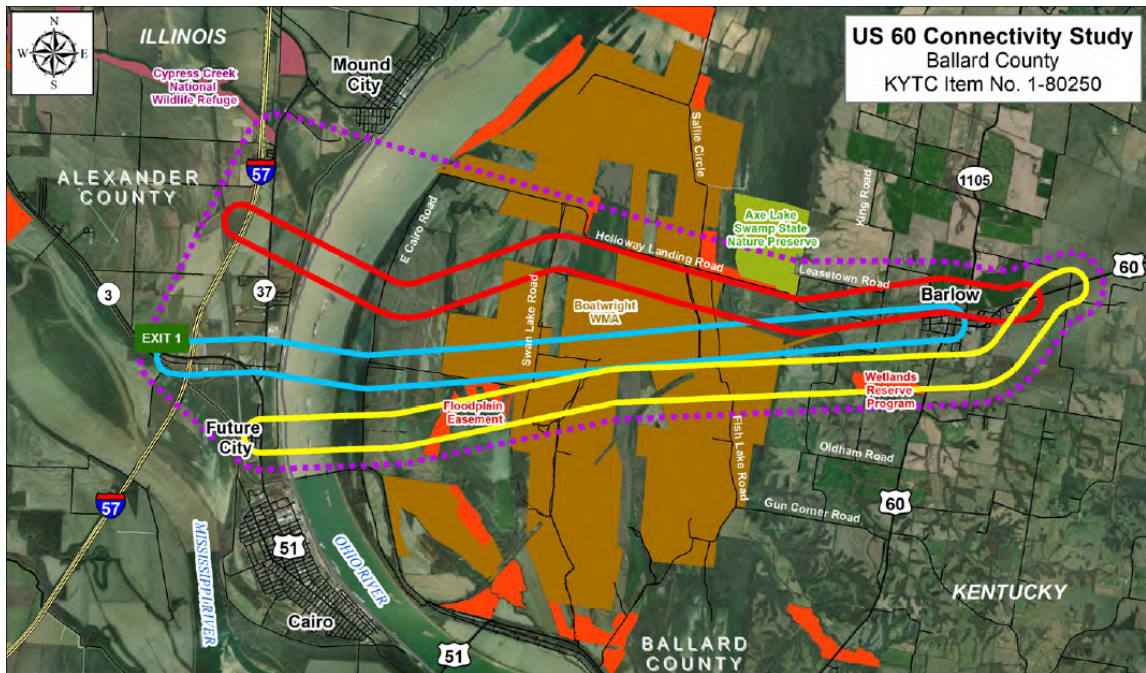 N
W E
S
ILLINOIS
Cypress Creek
National
Wildlife Refuge
Mound
City
US 60 Connectivity Study
Ballard County
KYTC Item No. 1-80250
57
ALEXANDER
COUNTY
E Cairo Road
Sallie Circle
King Road
1105
Axe Lake
Swamp State
Nature Preserve
Holloway Landing Road
Leasetown Road
60
3
37
Barlow
EXIT 1
Swan Lake Road
Boatwright
WMA
Floodplain
Easement
Wetlands
Reserve
Program
Future
City
Fish Lake Road
Oldham Road
57
60
Gun Corner Road
MISSISSIPPI RIVER
51
OHIO RIVER
KENTUCKY
Cairo
51
BALLARD
COUNTY